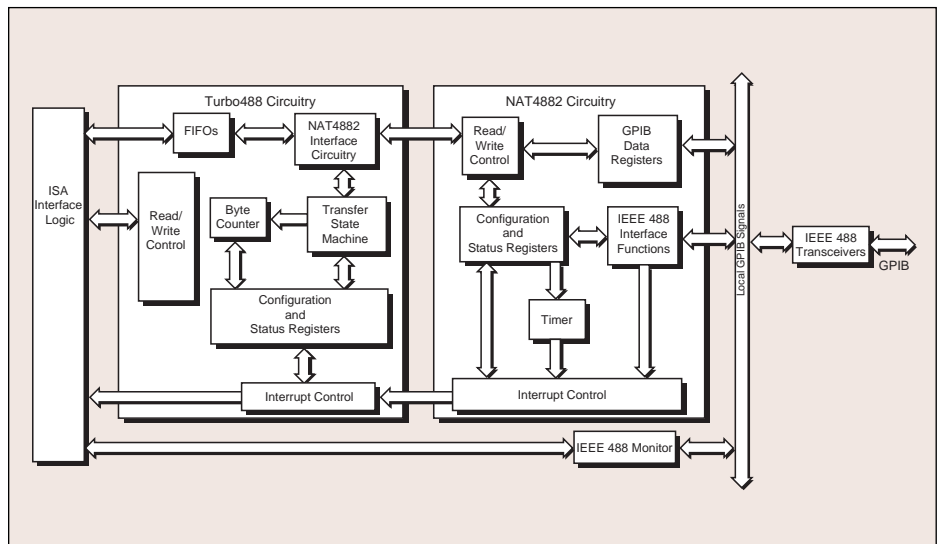 Turbo488 Circuitry
NAT4882 Circuitry
FIFOs
NAT4882
Interface
Circuitry
Read/
Write
Control
GPIB
Data
Registers
ISA
Interface
Logic
Read/
Write
Control
Byte
Counter
Transfer
State
Machine
Configuration
and
Status Registers
IEEE 488
Interface
Functions
Local GPIB Signals
IEEE 488
Transceivers
GPIB
Configuration
and
Status Registers
Timer
Interrupt Control
Interrupt Control
IEEE 488 Monitor